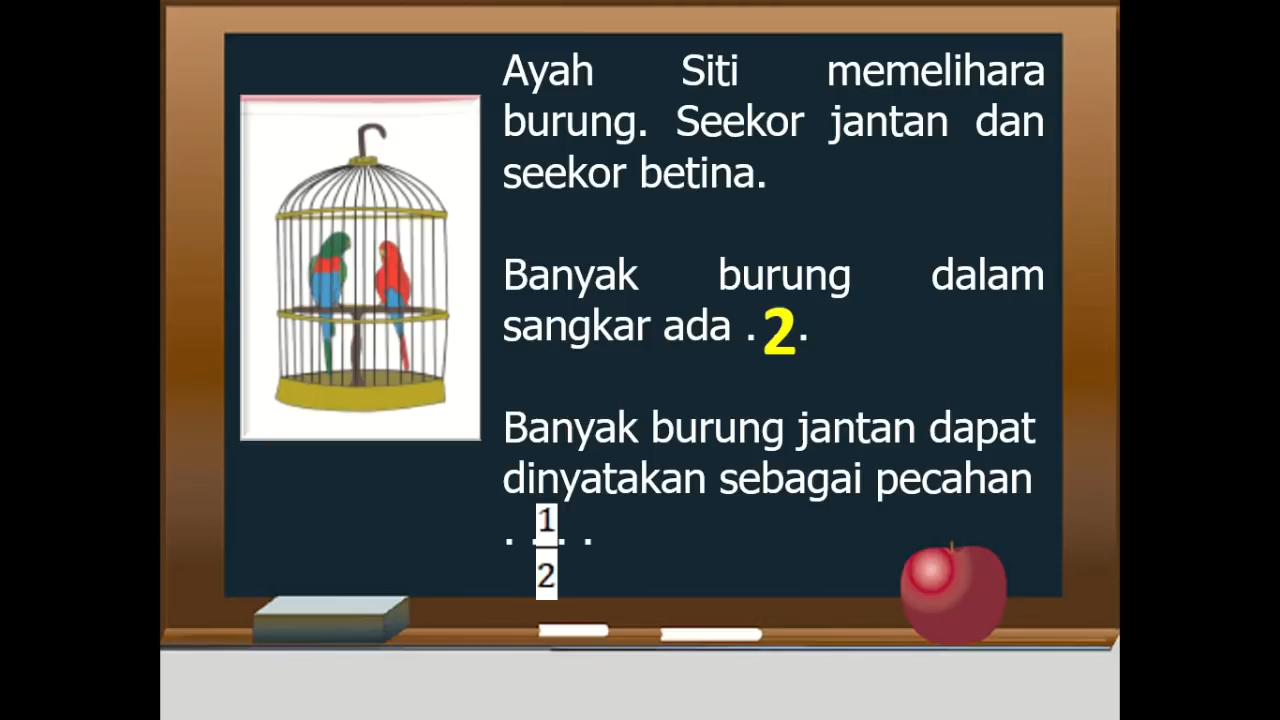 Ayah Siti memelihara
burung. Seekor jantan dan
seekor betina.
Banyak burung dalam
sangkar ada .2.
Banyak burung jantan dapat
dinyatakan sebagai pecahan
. . 1/2 . .